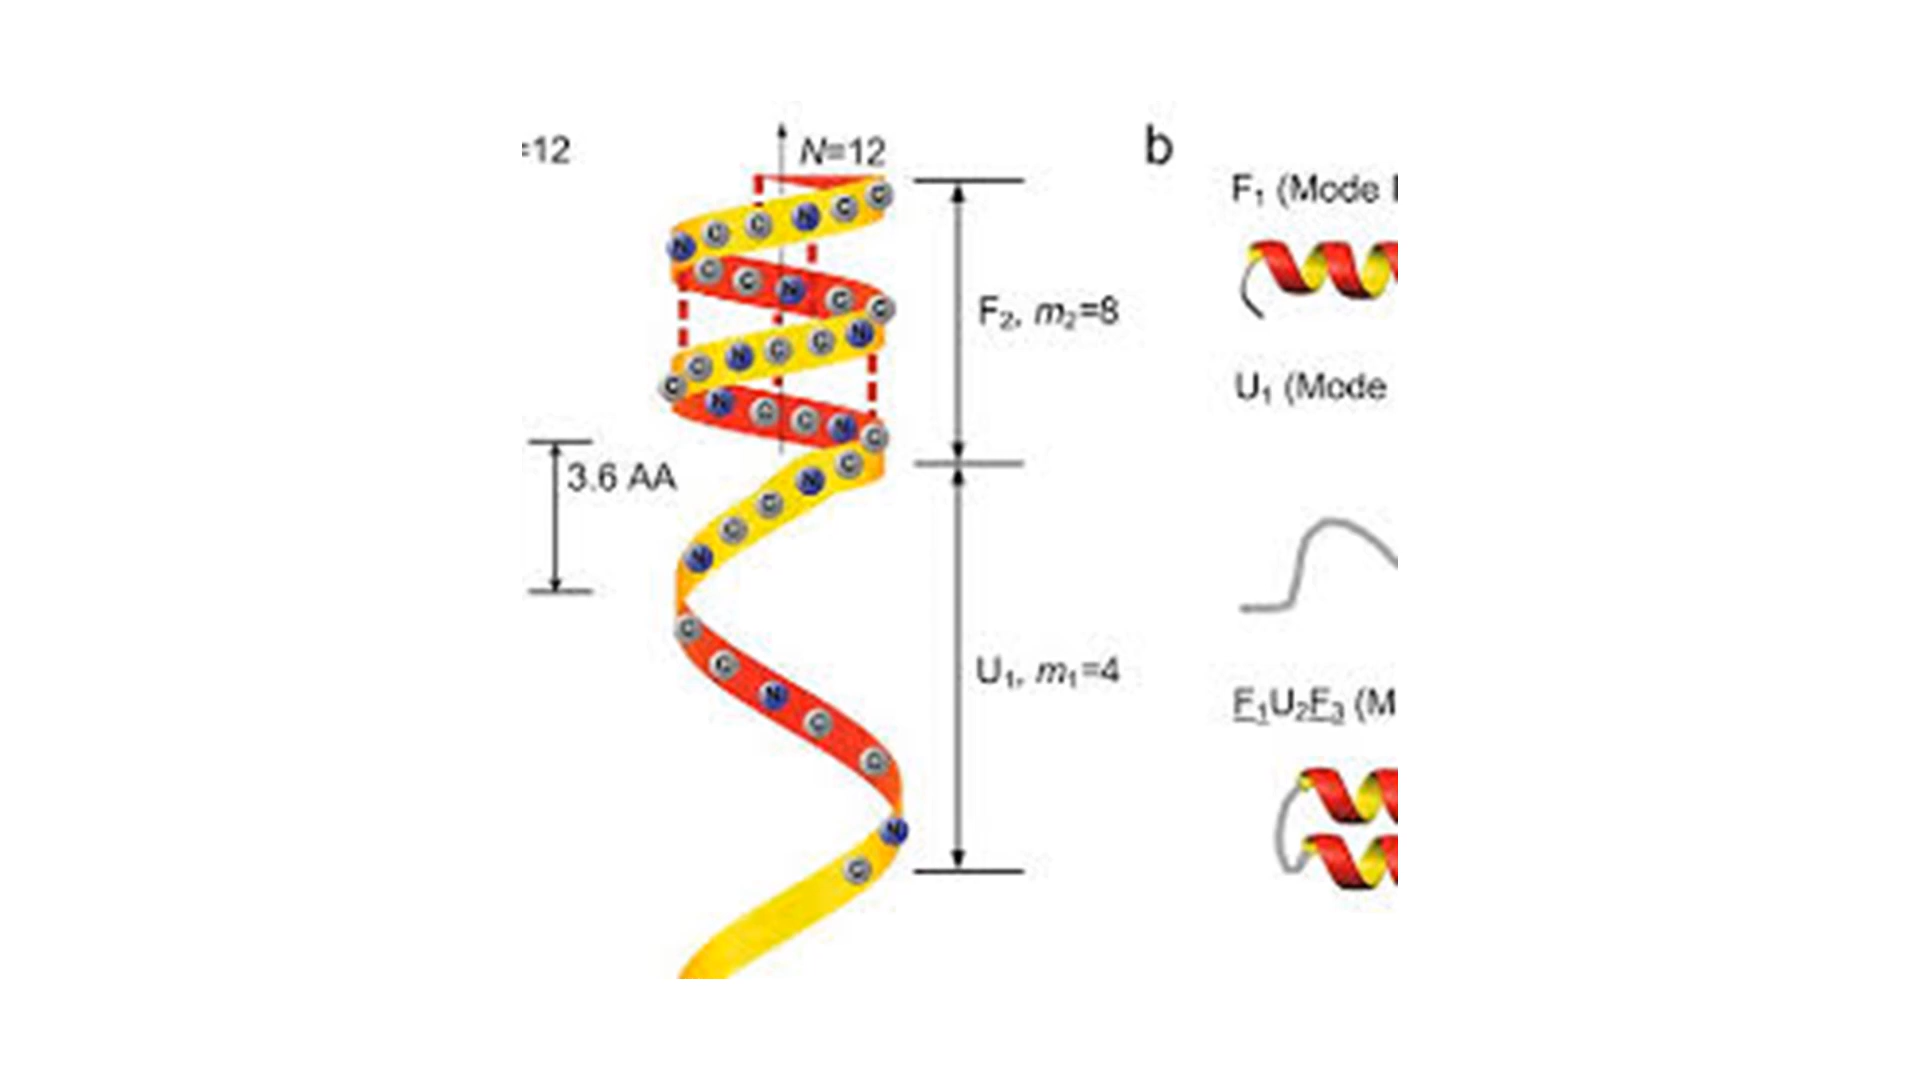 =12
N=12
b
F₁ (Mode
F₂, m₂=8
U₁ (Mode
3.6 AA
U₁, m₁=4
F₁U₂F₃ (M
N C C N C C
C C N C C
C N C C N
C N C C N C
N C C N C
C C N C C
N
C